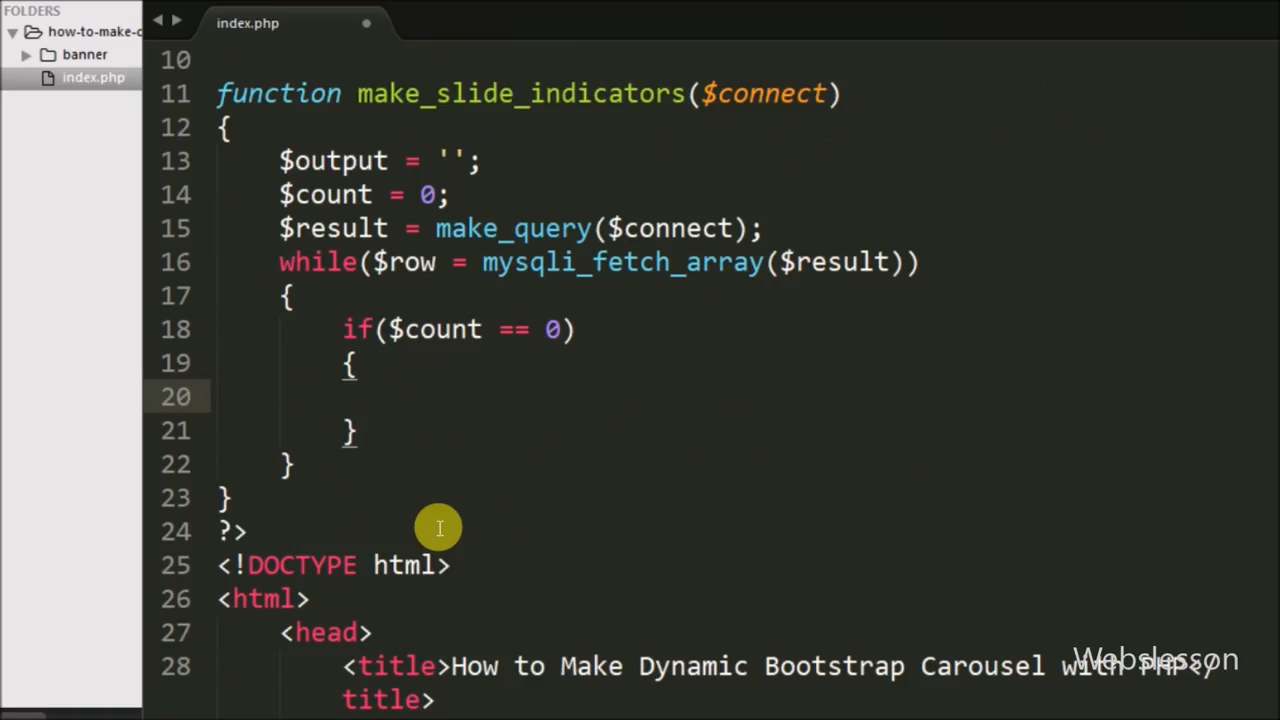 FOLDERS
how-to-make-c
banner
index.php
index.php
10
11 function make_slide_indicators($connect)
12 {
13 $output = '';
14 $count = 0;
15 $result = make_query($connect);
16 while($row = mysqli_fetch_array($result))
17 {
18 if($count == 0)
19 {
20
21 }
22 }
23 }
24 ?>
25 <!DOCTYPE html>
26 <html>
27 <head>
28 <title>How to Make Dynamic Bootstrap Carousel with PHP</
title>
Webslesson